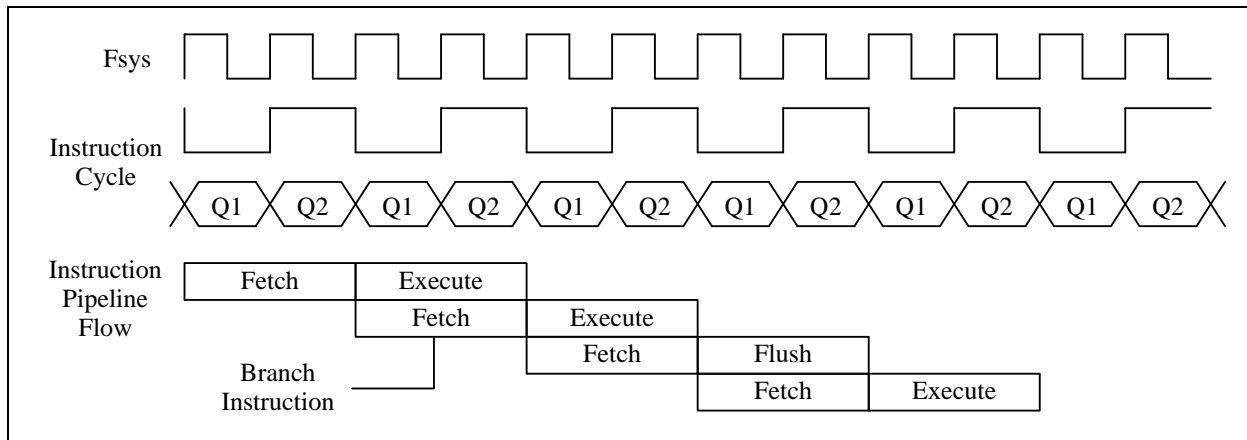 Fsys
Instruction
Cycle
Q1 Q2 Q1 Q2 Q1 Q2 Q1 Q2 Q1 Q2 Q1 Q2
Instruction
Pipeline
Flow
Fetch Execute
Fetch Execute
Fetch Flush
Fetch Execute
Branch
Instruction